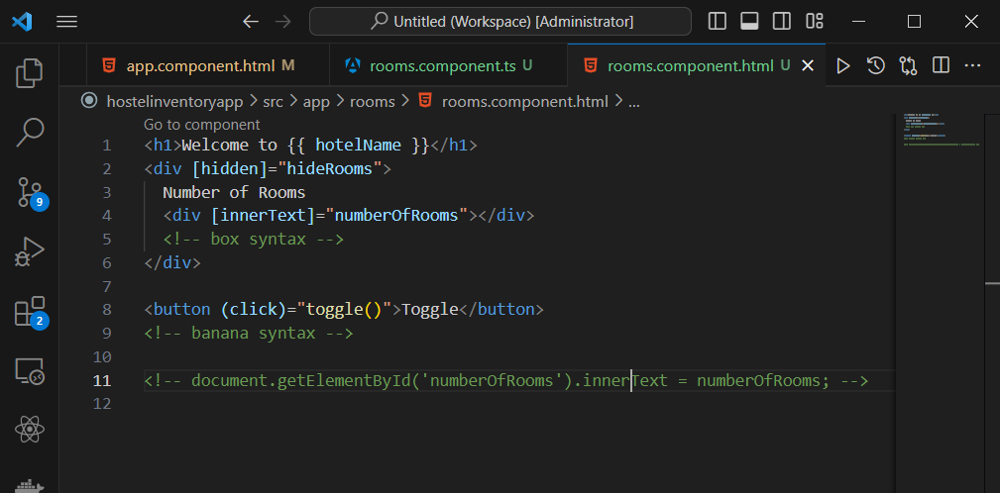 Untitled (Workspace) [Administrator]
app.component.html M
rooms.component.ts U
rooms.component.html U
hostelinventoryapp > src > app > rooms > rooms.component.html > ...
Go to component
1 <h1>Welcome to {{ hotelName }}</h1>
2 <div [hidden]="hideRooms">
3 Number of Rooms
4 <div [innerText]="numberOfRooms"></div>
5 <!-- box syntax -->
6 </div>
7
8 <button (click)="toggle()">Toggle</button>
9 <!-- banana syntax -->
10
11 <!-- document.getElementById('numberOfRooms').innerText = numberOfRooms; -->
12
9
2